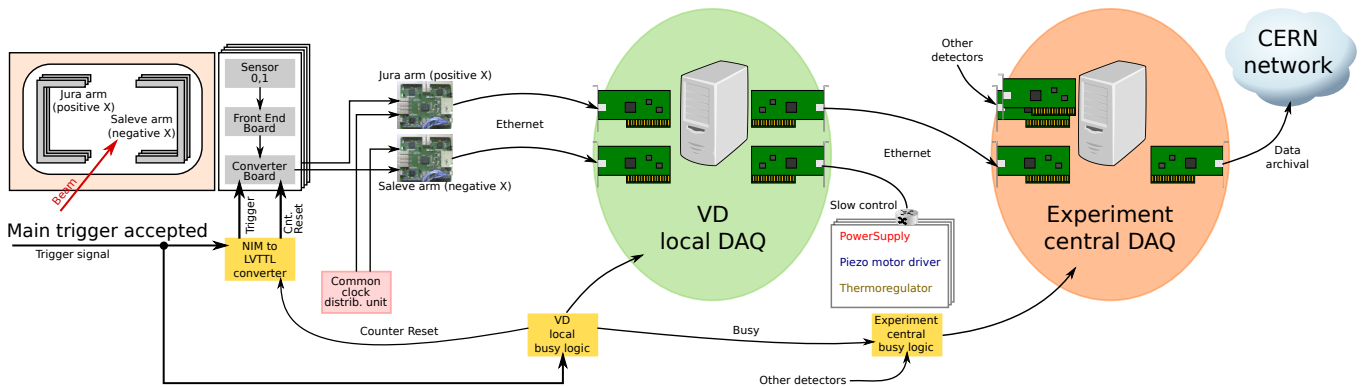 Jura arm
(positive X)
Saleve arm
(negative X)
Beam
Sensor
0,1
Front End
Board
Converter
Board
Trigger
Cnt.
Reset
Main trigger accepted
Trigger signal
NIM to
LVTTL
converter
Jura arm (positive X)
Ethernet
Saleve arm (negative X)
Common
clock
distrib. unit
Counter Reset
VD
local
busy logic
Busy
VD
local DAQ
Ethernet
Slow control
PowerSupply
Piezo motor driver
Thermoregulator
Experiment
central
busy logic
Other detectors
Other
detectors
Experiment
central DAQ
Data
archival
CERN
network